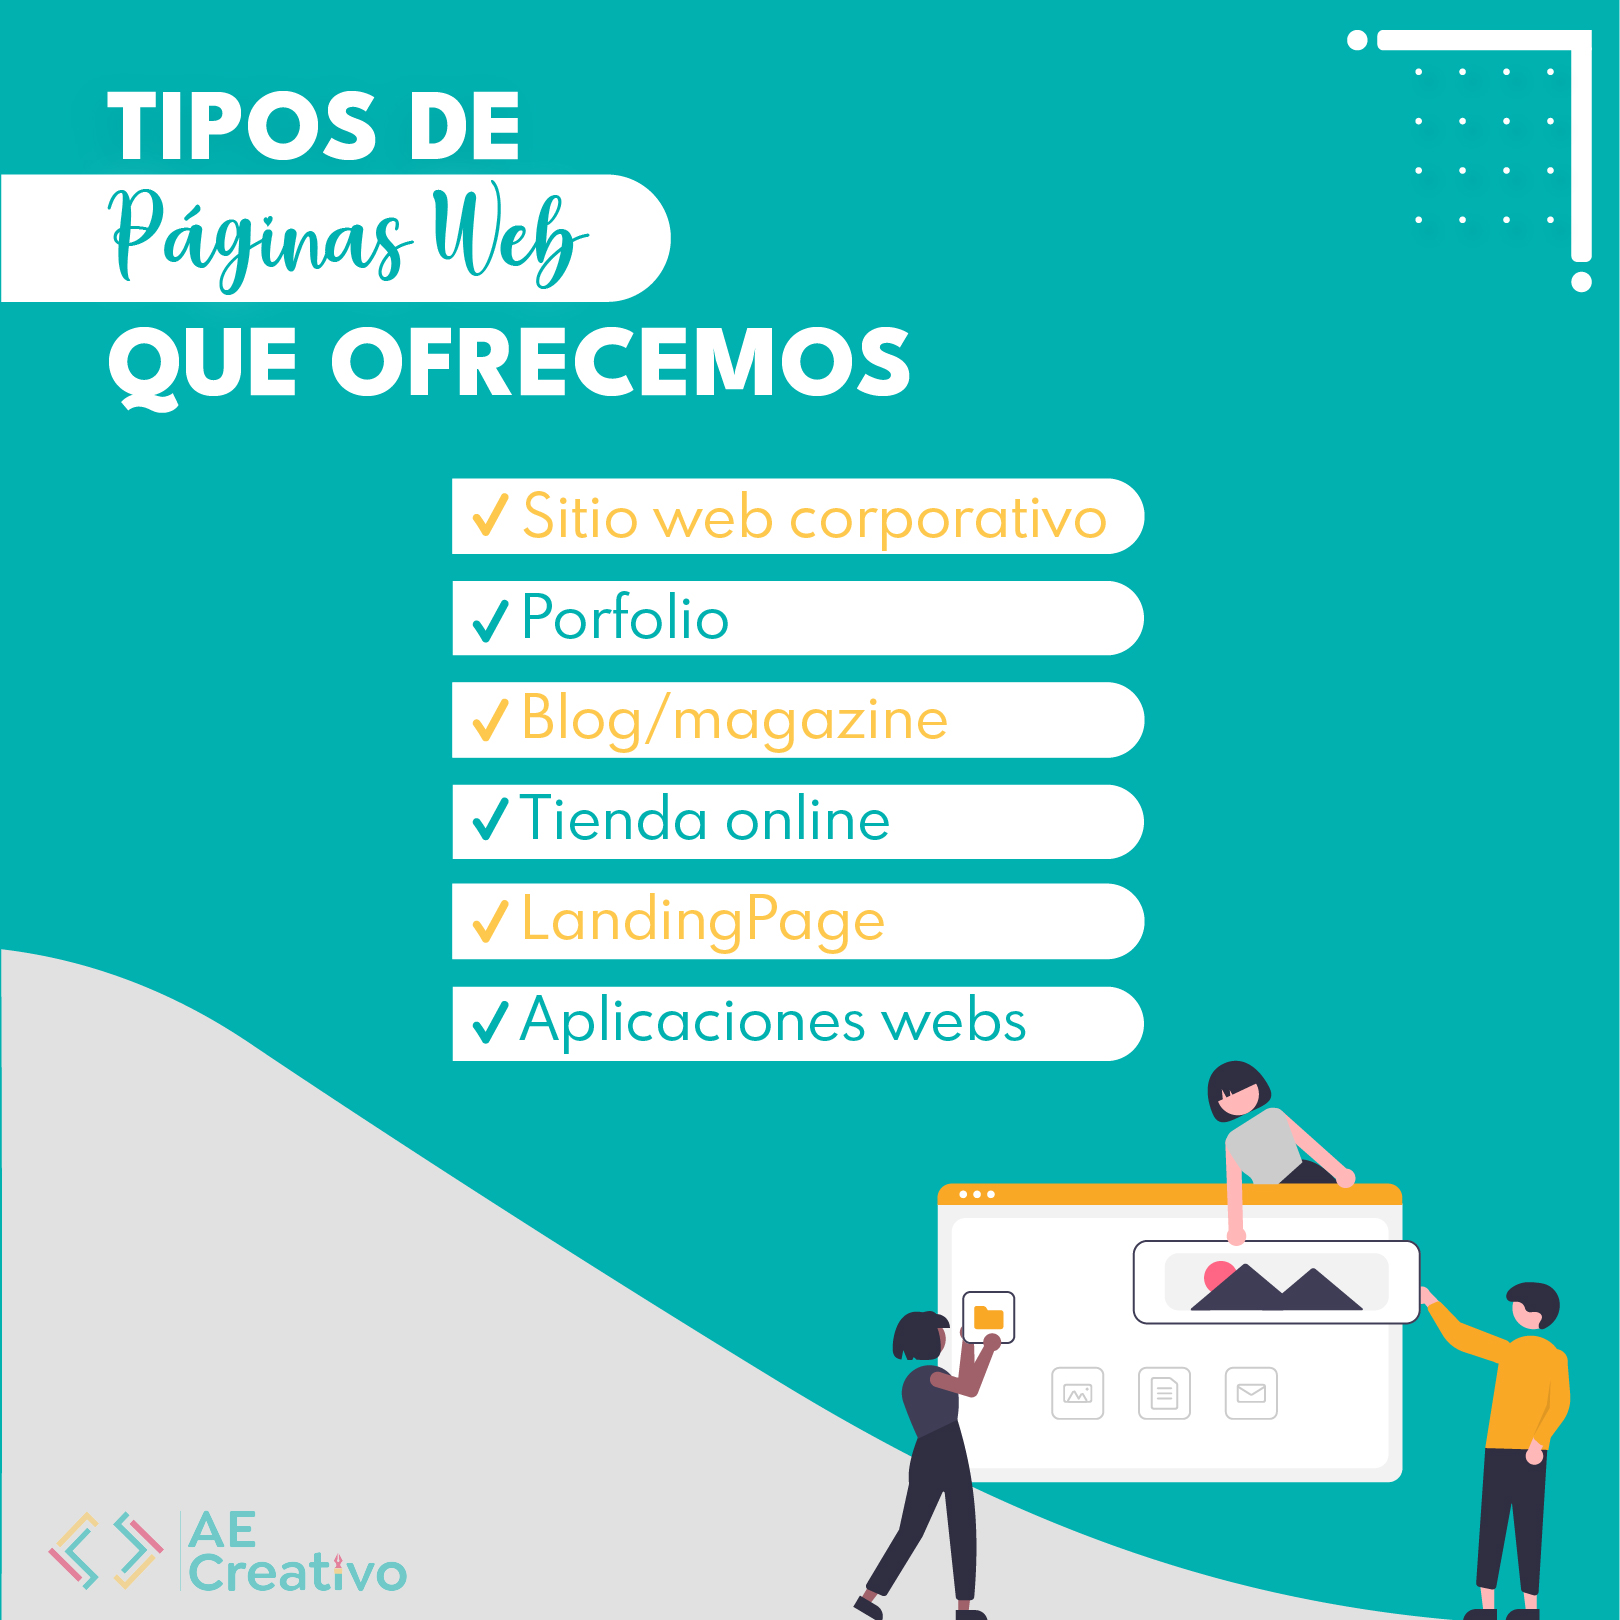 TIPOS DE
Páginas Web
QUE OFRECEMOS
Sitio web corporativo
Porfolio
Blog/magazine
Tienda online
LandingPage
Aplicaciones webs
AE
Creativo